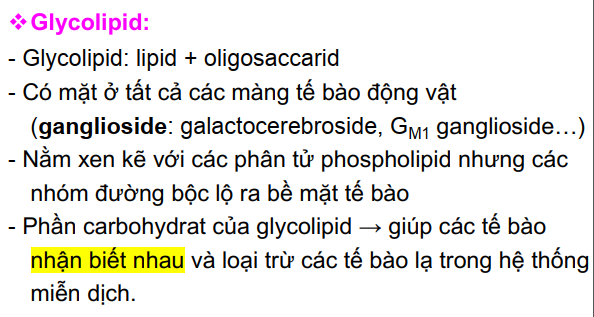 ❖Glycolipid:
- Glycolipid: lipid + oligosaccarid
- Có mặt ở tất cả các màng tế bào động vật
(ganglioside: galactocerebroside, GM1 ganglioside…)
- Nằm xen kẽ với các phân tử phospholipid nhưng các
nhóm đường bộc lộ ra bề mặt tế bào
- Phần carbohydrat của glycolipid → giúp các tế bào
nhận biết nhau và loại trừ các tế bào lạ trong hệ thống
miễn dịch.